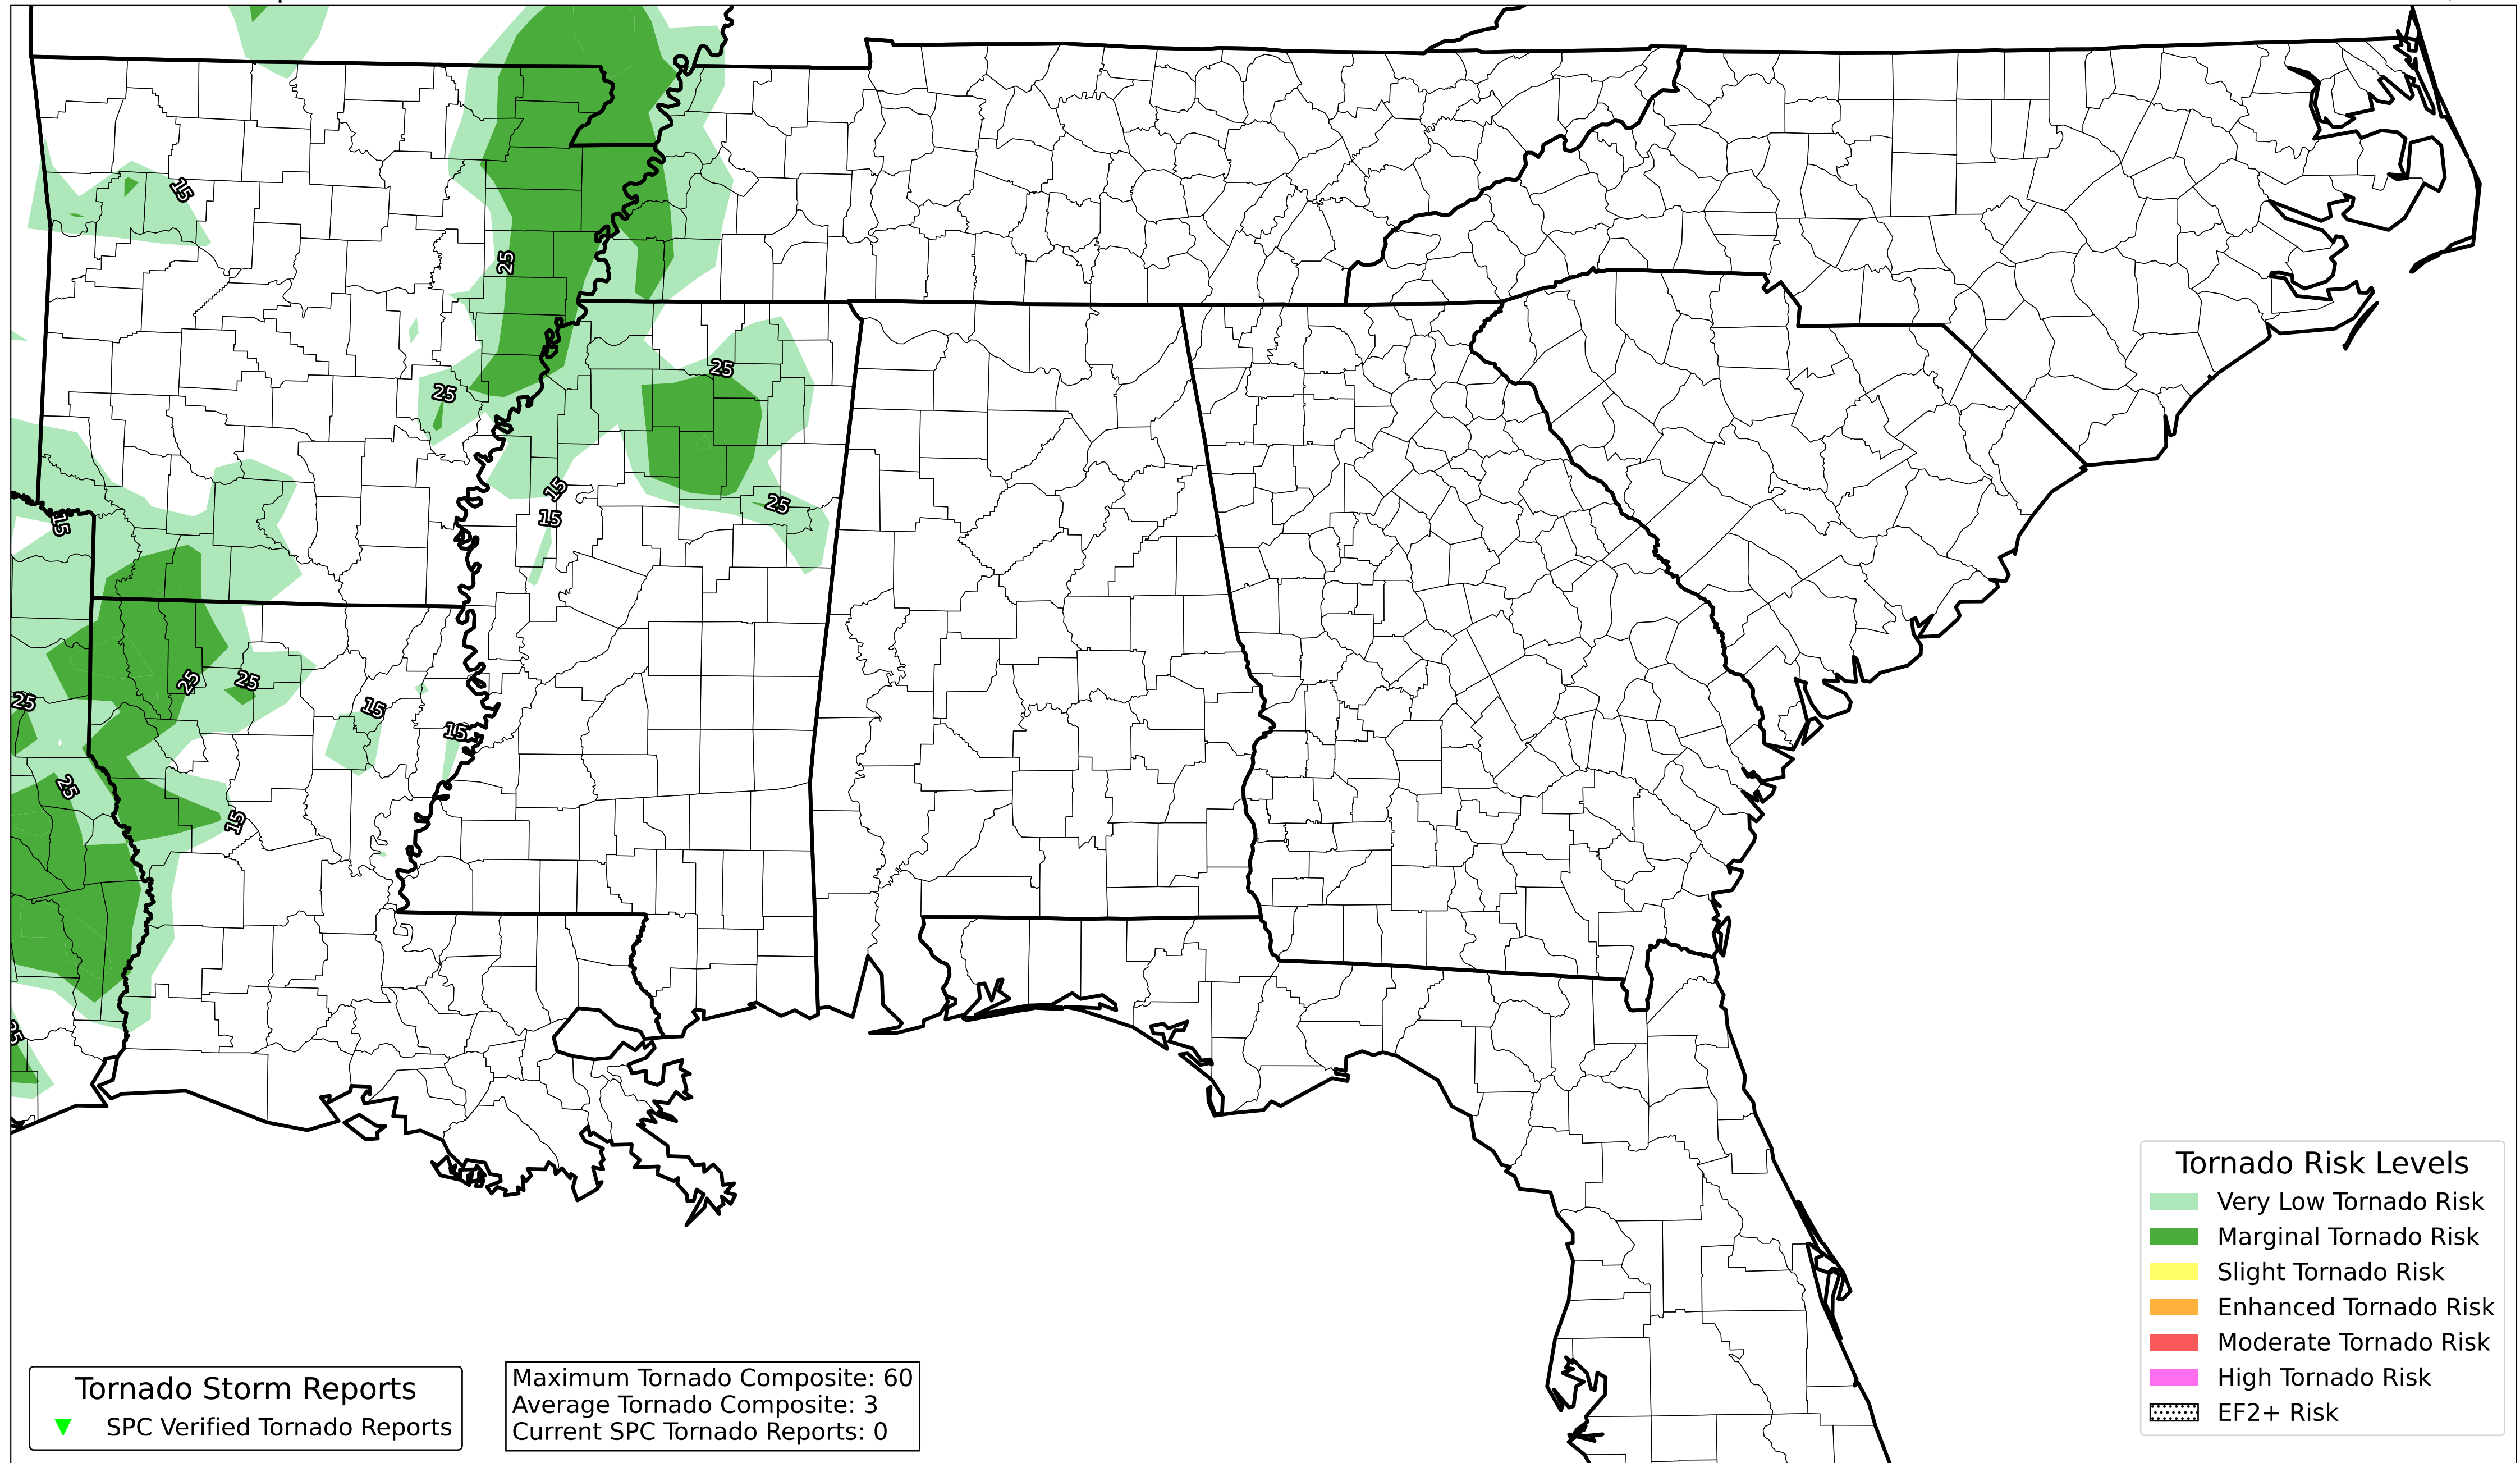 15
25
25
25
25
15
15
15
25
25
25
15
15
25
15
Tornado Risk Levels
Very Low Tornado Risk
Marginal Tornado Risk
Slight Tornado Risk
Enhanced Tornado Risk
Moderate Tornado Risk
High Tornado Risk
EF2+ Risk
Tornado Storm Reports
SPC Verified Tornado Reports
Maximum Tornado Composite: 60
Average Tornado Composite: 3
Current SPC Tornado Reports: 0